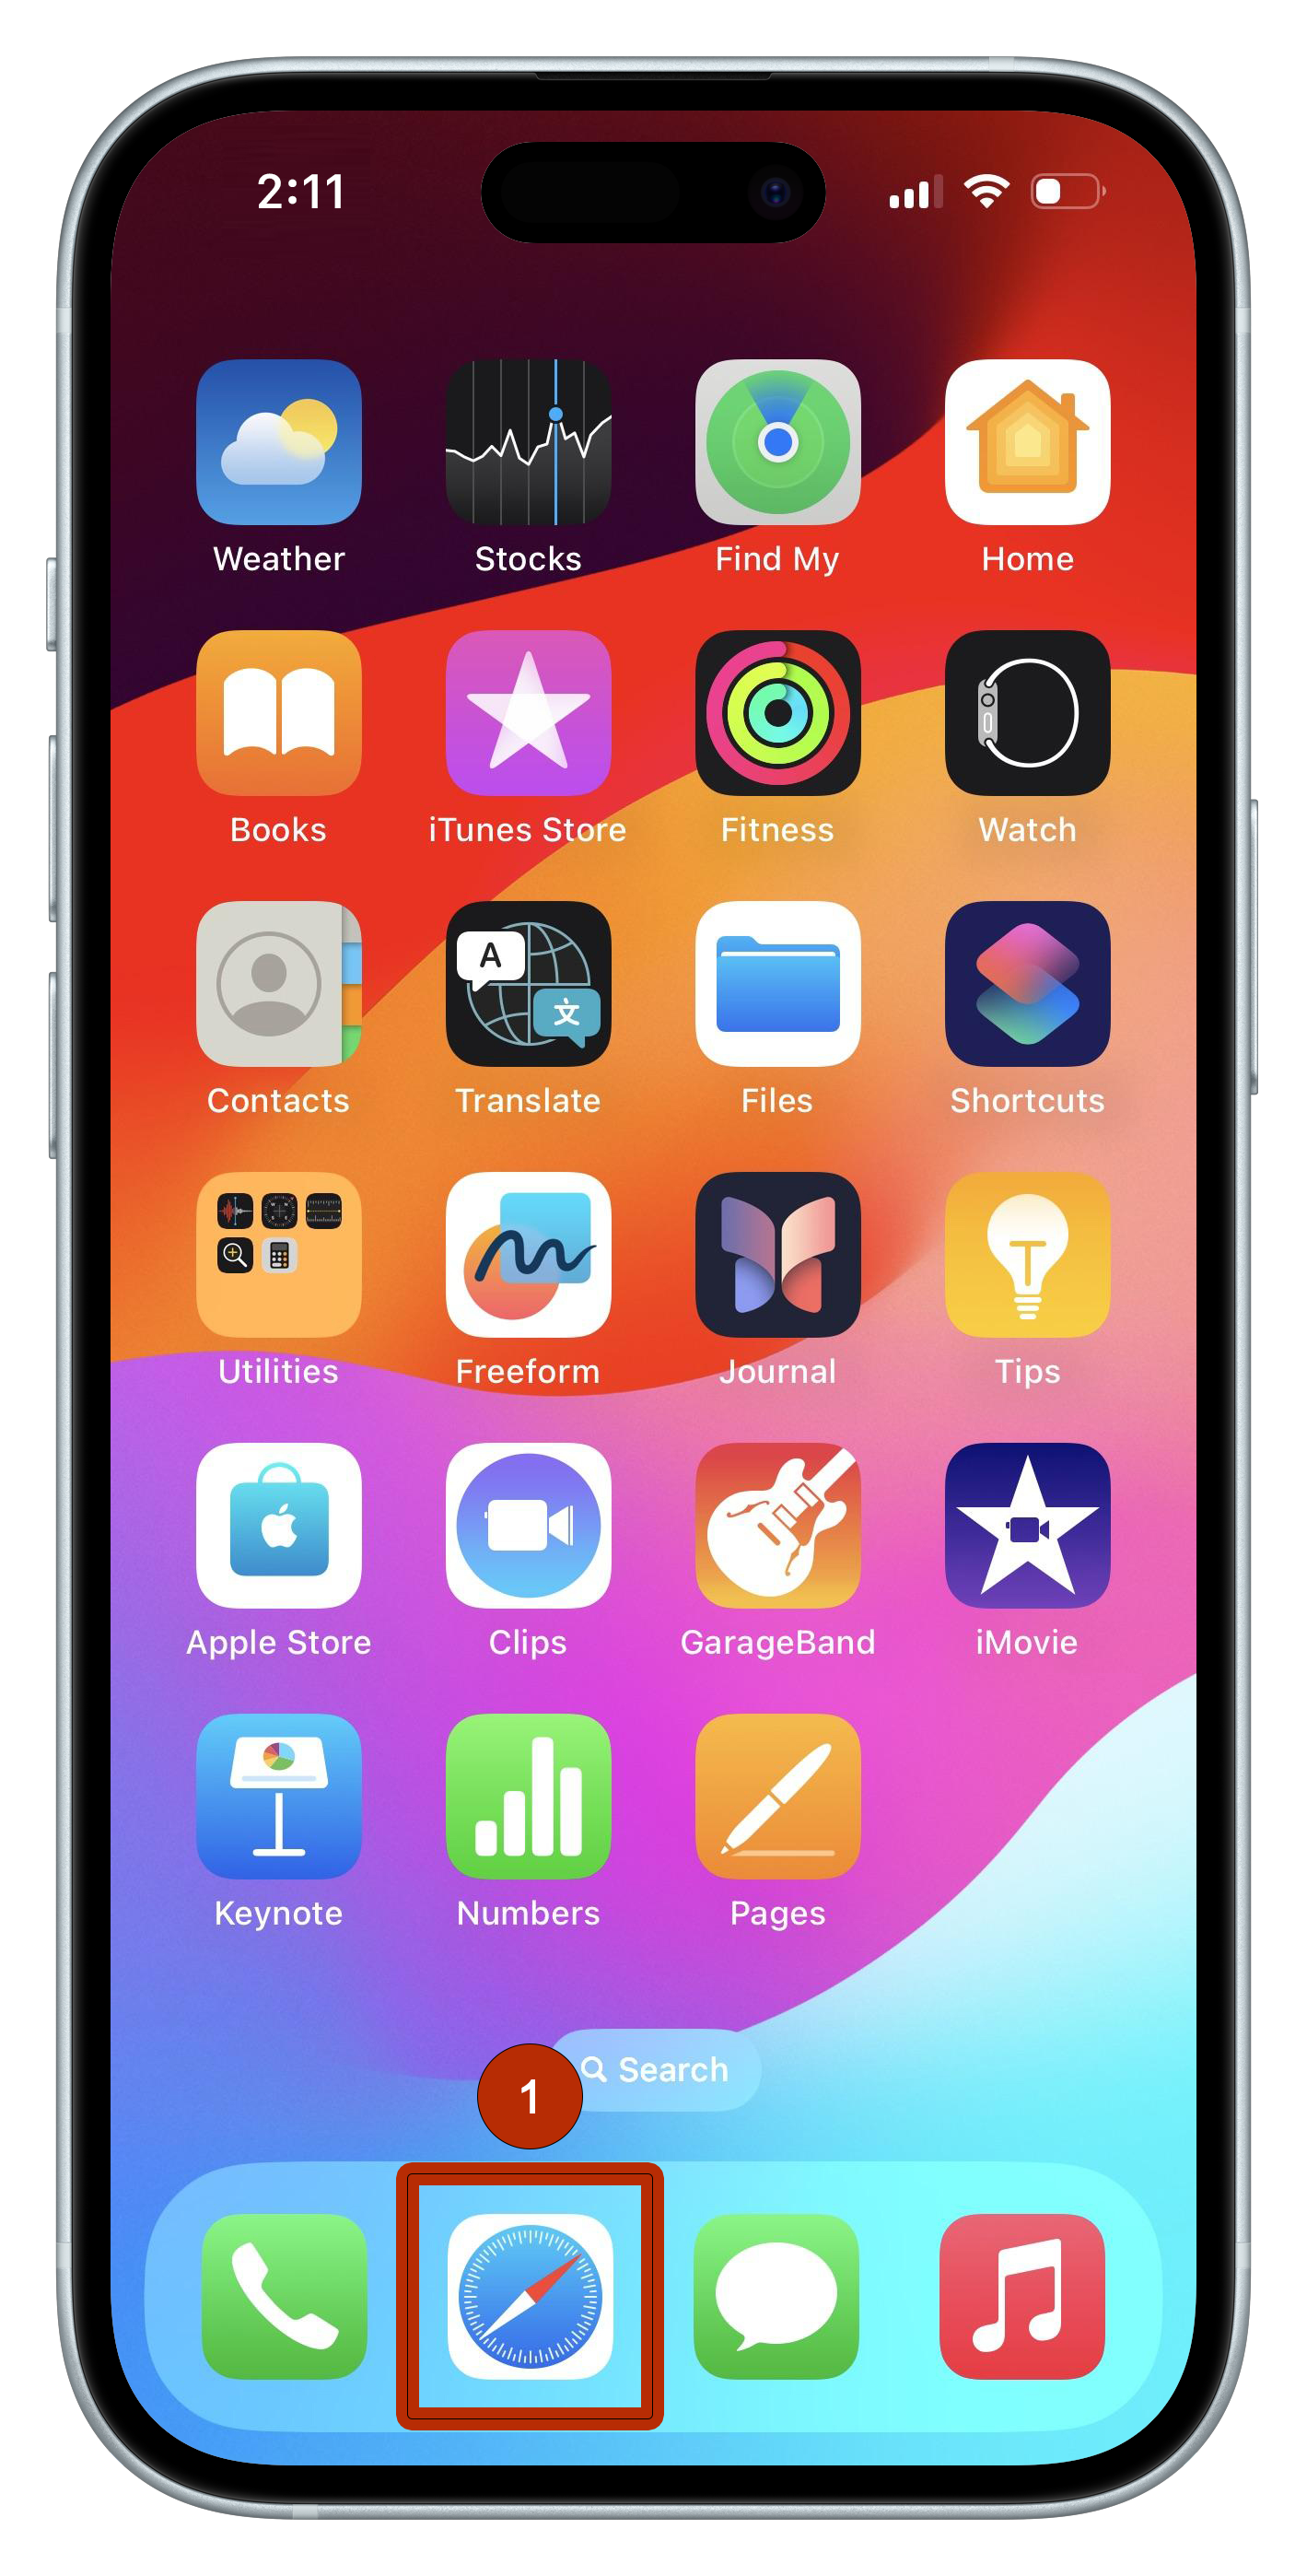 2:11
Weather Stocks Find My Home
Books iTunes Store Fitness Watch
A
文
Contacts Translate Files Shortcuts
Utilities Freeform Journal Tips
Apple Store Clips GarageBand iMovie
Keynote Numbers Pages
Search
1